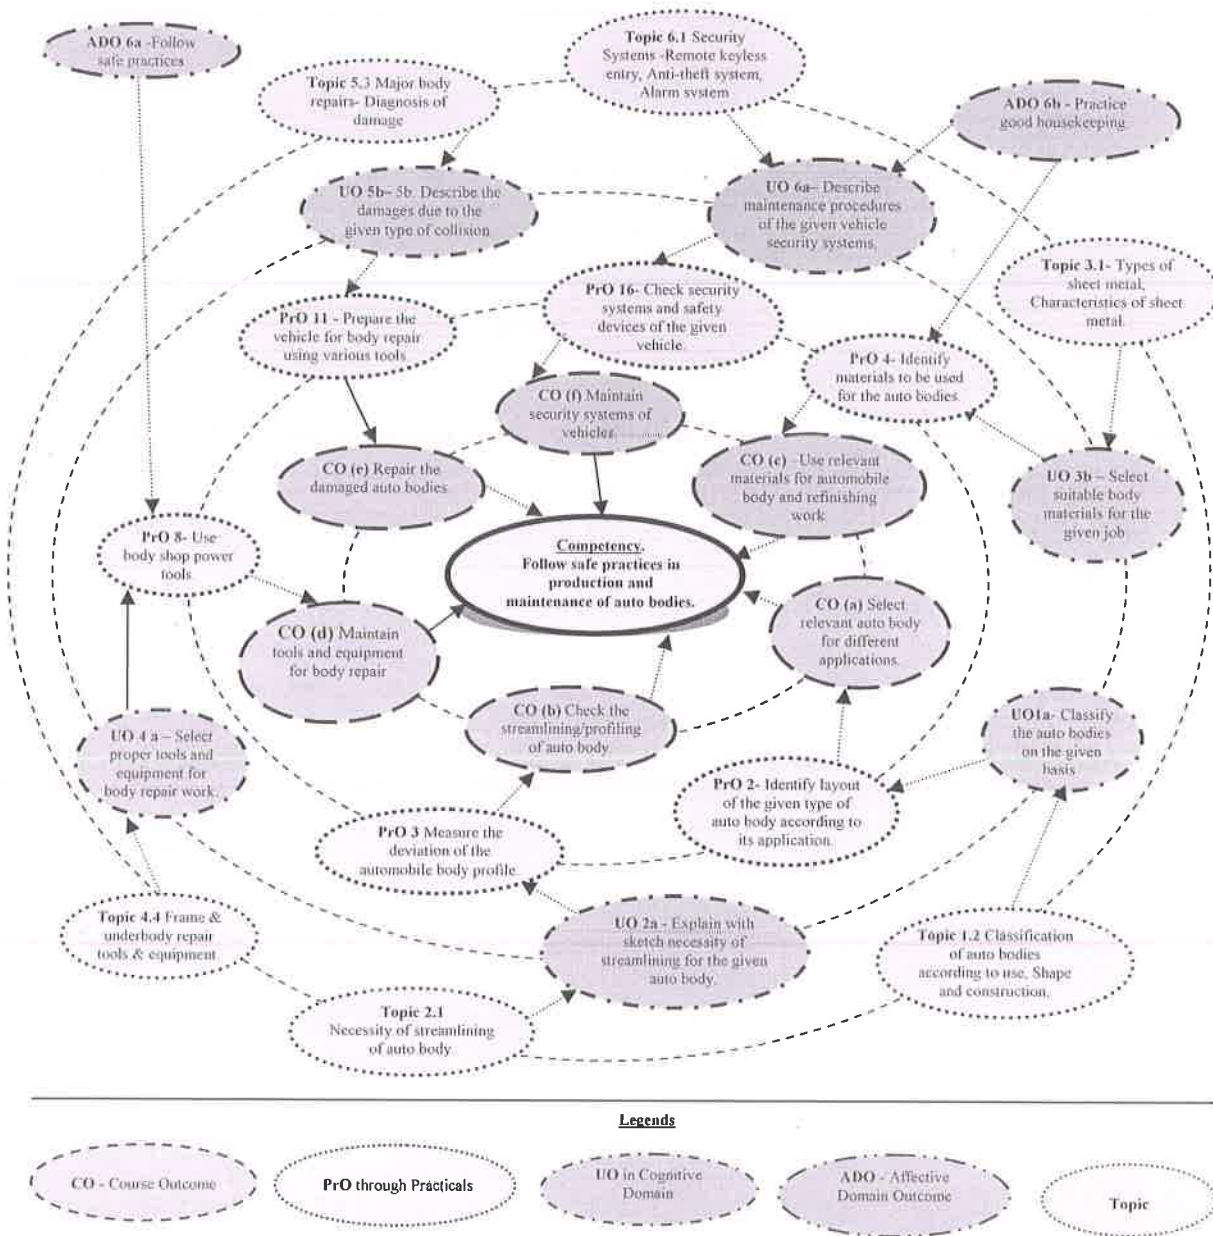 ADO 6a -Follow
safe practices
Topic 6.1 Security
Systems -Remote keyless
entry, Anti-theft system,
Alarm system
Topic 5.3 Major body
repairs- Diagnosis of
damage
ADO 6b - Practice
good housekeeping.
UO 5b– 5b. Describe the
damages due to the
given type of collision
UO 6a– Describe
maintenance procedures
of the given vehicle
security systems.
Topic 3.1- Types of
sheet metal,
Characteristics of sheet
metal.
PrO 16- Check security
systems and safety
devices of the given
vehicle.
PrO 11 - Prepare the
vehicle for body repair
using various tools
PrO 4- Identify
materials to be used
for the auto bodies.
CO (f) Maintain
security systems of
vehicles.
CO (e) Repair the
damaged auto bodies.
CO (c) -Use relevant
materials for automobile
body and refinishing
work
UO 3b – Select
suitable body
materials for the
given job
PrO 8- Use
body shop power
tools.
Competency.
Follow safe practices in
production and
maintenance of auto bodies.
CO (a) Select
relevant auto body
for different
applications.
CO (d) Maintain
tools and equipment
for body repair
CO (b) Check the
streamlining/profiling
of auto body.
UO 4 a – Select
proper tools and
equipment for
body repair work.
UO1a- Classify
the auto bodies
on the given
basis
PrO 2- Identify layout
of the given type of
auto body according to
its application.
PrO 3 Measure the
deviation of the
automobile body profile.
Topic 4.4 Frame &
underbody repair
tools & equipment
UO 2a - Explain with
sketch necessity of
streamlining for the given
auto body.
Topic 1.2 Classification
of auto bodies
according to use, Shape
and construction.
Topic 2.1
Necessity of streamlining
of auto body
Legends
CO - Course Outcome
PrO through Practicals
UO in Cognitive
Domain
ADO - Affective
Domain Outcome
Topic